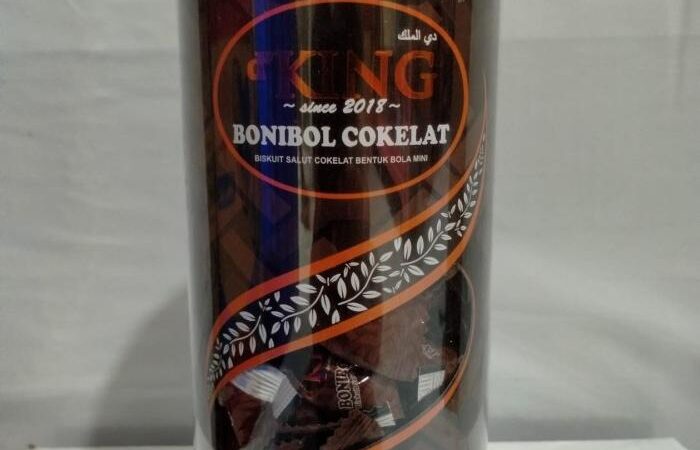 دي الملك
d'KING
~ since 2018 ~
BONIBOL COKELAT
BISKUIT SALUT COKELAT BENTUK BOLA MINI